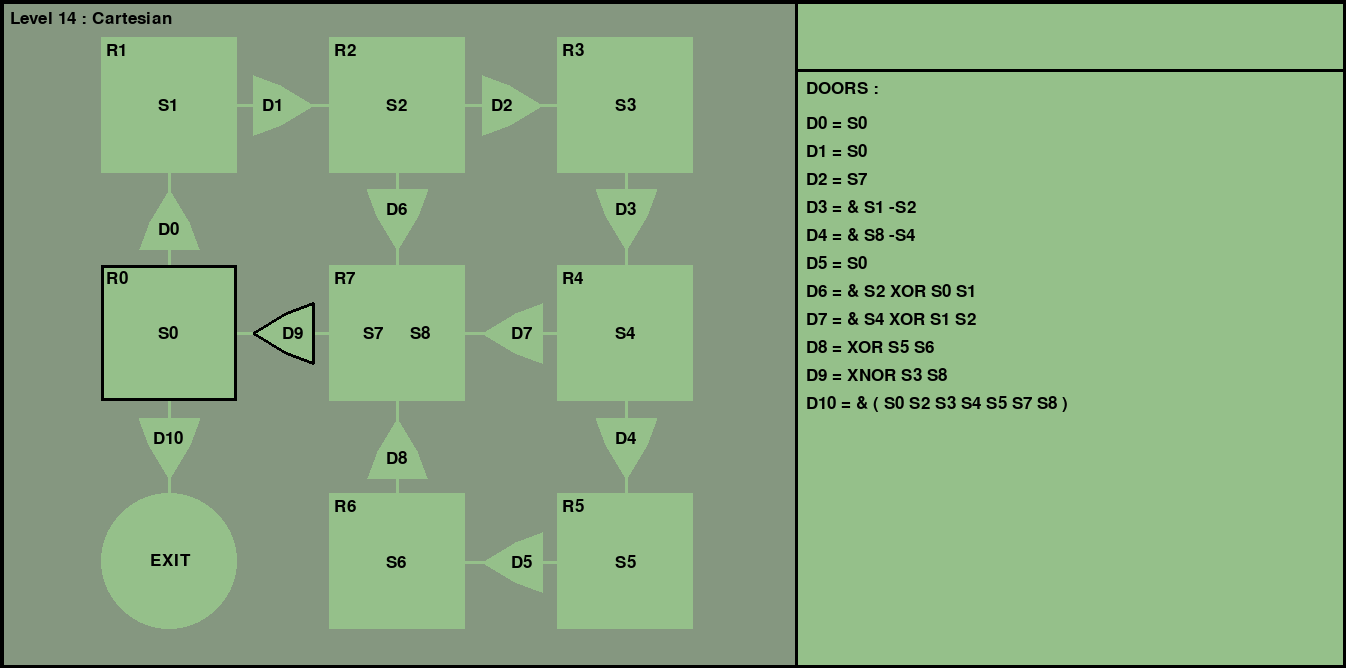 Level 14 : Cartesian
R1
S1
D1
R2
S2
D2
R3
S3
D0
D6
D3
R0
S0
D9
R7
S7 S8
D7
R4
S4
D10
D8
D4
EXIT
R6
S6
D5
R5
S5
DOORS :
D0 = S0
D1 = S0
D2 = S7
D3 = & S1 -S2
D4 = & S8 -S4
D5 = S0
D6 = & S2 XOR S0 S1
D7 = & S4 XOR S1 S2
D8 = XOR S5 S6
D9 = XNOR S3 S8
D10 = & ( S0 S2 S3 S4 S5 S7 S8 )